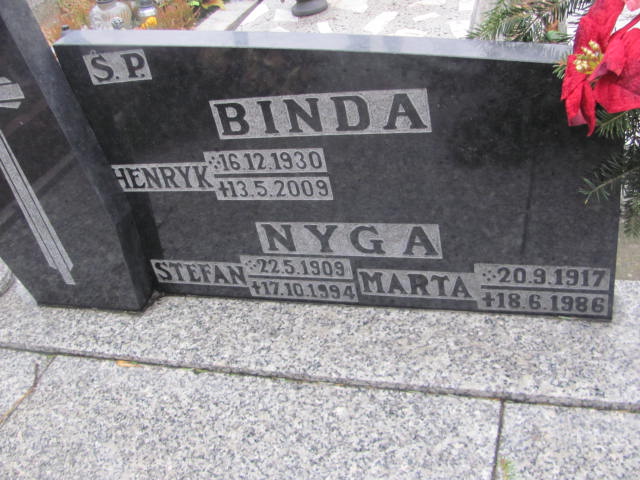 Ś.P.
BINDA
HENRYK ⁘16.12.1930
+13.5.2009
NYGA
STEFAN ⁘22.5.1909
+17.10.1994
MARTA ⁘20.9.1917
+18.6.1986